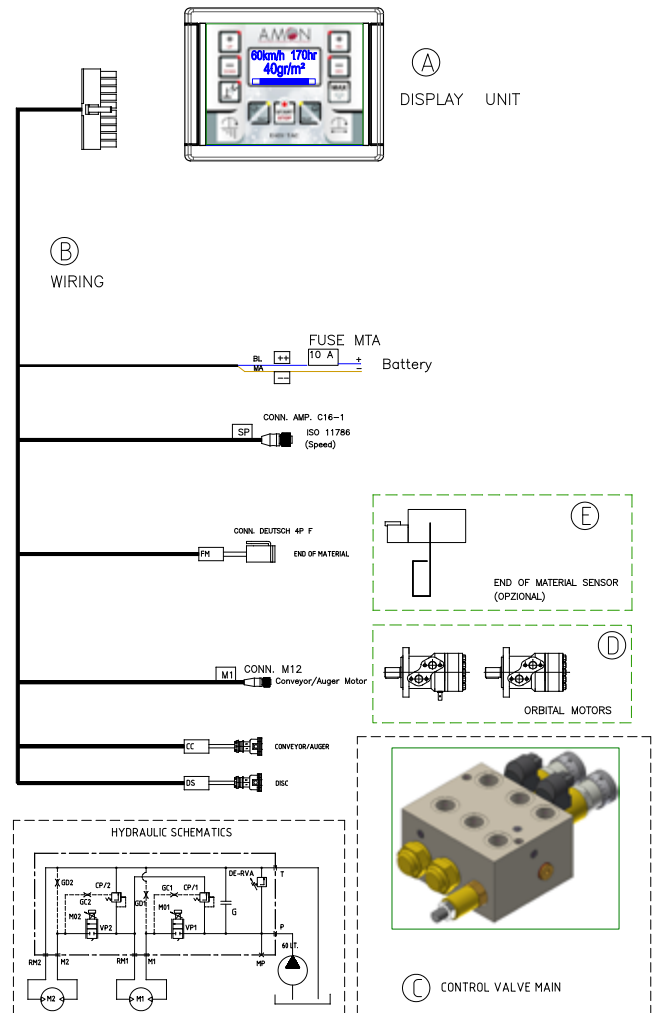 AMON
60km/h 170hr
40gr/m²
MAX
START
STOP
A
DISPLAY UNIT
B
WIRING
FUSE MTA
BL ++ 10 A +
MA -- −
Battery
CONN. AMP. C16-1
SP ISO 11786
(Speed)
CONN. DEUTSCH 4P F
FM END OF MATERIAL
E
END OF MATERIAL SENSOR
(OPZIONAL)
D
ORBITAL MOTORS
M1 CONN. M12
Conveyor/Auger Motor
CC CONVEYOR/AUGER
DS DISC
HYDRAULIC SCHEMATICS
DE-RVA T
GD2 CP/2 GC1 CP/1
GC2 GD1
M02 M01 G
VP2 VP1 P
60 LT.
RM2 M2 RM1 M1 MP
M2 M1
C CONTROL VALVE MAIN